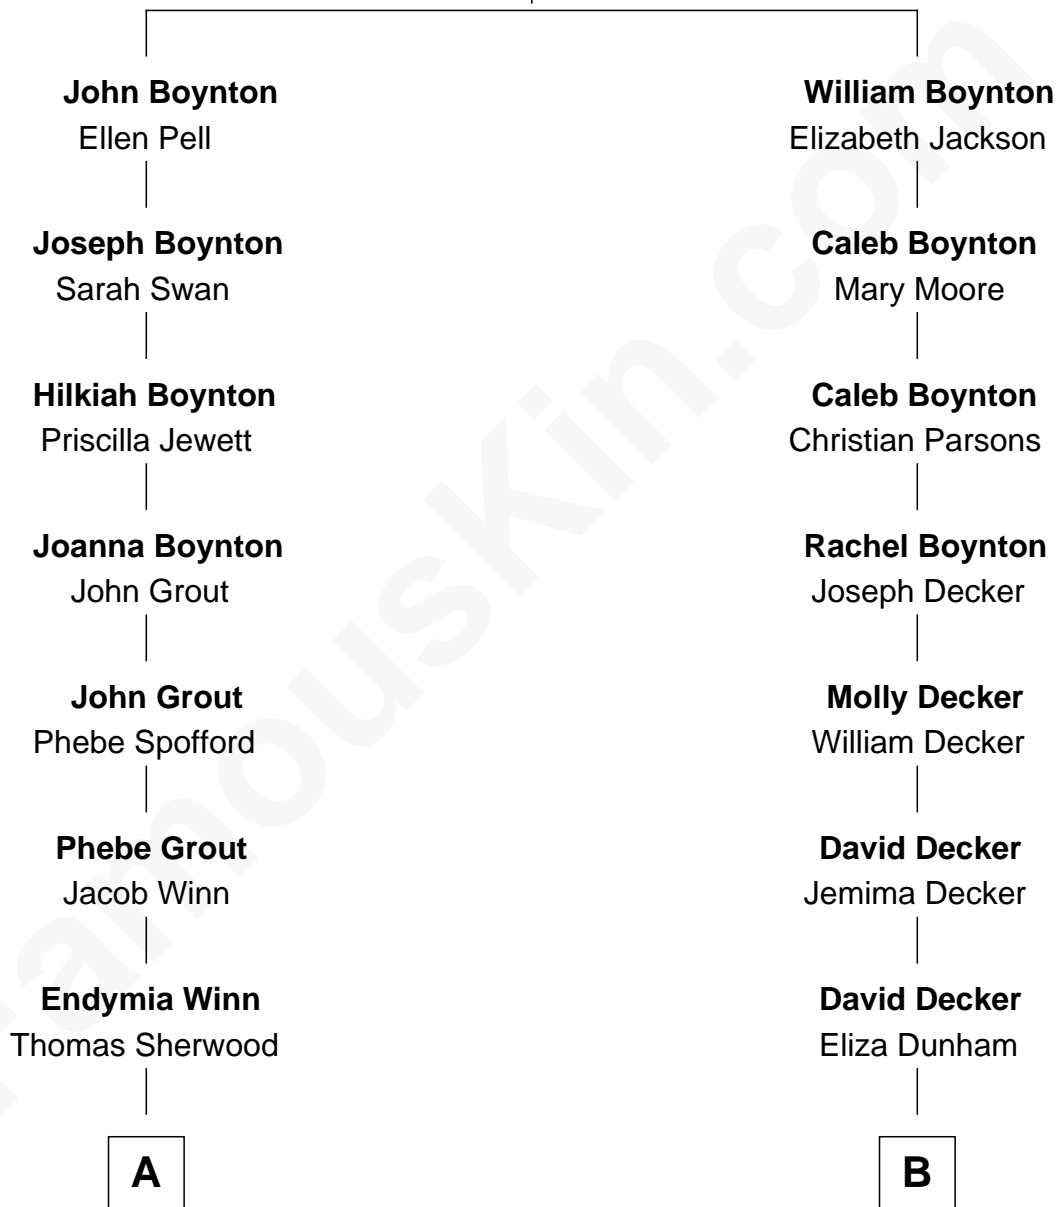 John Boynton
Ellen Pell
Joseph Boynton
Sarah Swan
Hilkiah Boynton
Priscilla Jewett
Joanna Boynton
John Grout
John Grout
Phebe Spofford
Phebe Grout
Jacob Winn
Endymia Winn
Thomas Sherwood
A
William Boynton
Elizabeth Jackson
Caleb Boynton
Mary Moore
Caleb Boynton
Christian Parsons
Rachel Boynton
Joseph Decker
Molly Decker
William Decker
David Decker
Jemima Decker
David Decker
Eliza Dunham
B
FamousKin.com